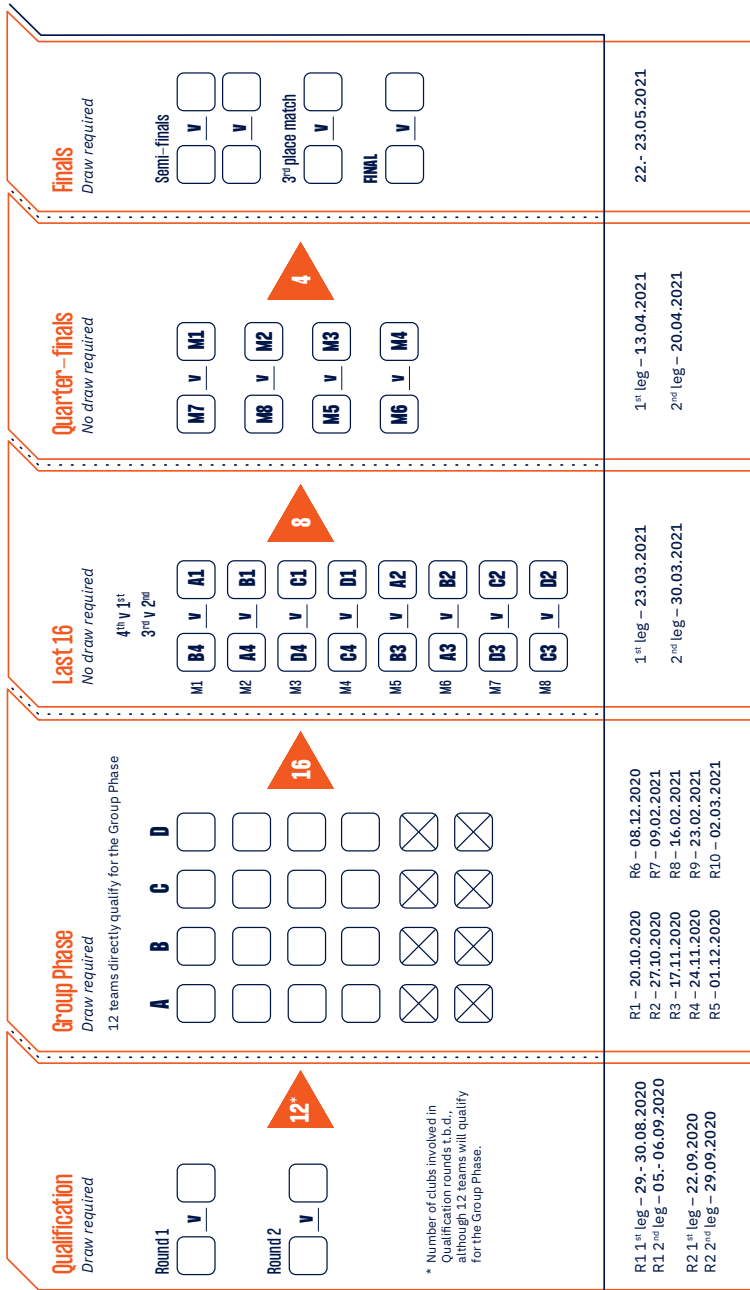 Qualification
Draw required
Round 1
v
Round 2
v
12*
* Number of clubs involved in
Qualification rounds t.b.d.,
although 12 teams will qualify
for the Group Phase.
R1 1st leg – 29.- 30.08.2020
R1 2nd leg – 05.- 06.09.2020
R2 1st leg – 22.09.2020
R2 2nd leg – 29.09.2020
Group Phase
Draw required
12 teams directly qualify for the Group Phase
A B C D
16
R1 – 20.10.2020
R2 – 27.10.2020
R3 – 17.11.2020
R4 – 24.11.2020
R5 – 01.12.2020
R6 – 08.12.2020
R7 – 09.02.2021
R8 – 16.02.2021
R9 – 23.02.2021
R10 – 02.03.2021
Last 16
No draw required
4th v 1st
3rd v 2nd
M1 B4 v A1
M2 A4 v B1
M3 D4 v C1
M4 C4 v D1
M5 B3 v A2
M6 A3 v B2
M7 D3 v C2
M8 C3 v D2
8
1st leg – 23.03.2021
2nd leg – 30.03.2021
Quarter–finals
No draw required
M7 v M1
M8 v M2
M5 v M3
M6 v M4
4
1st leg – 13.04.2021
2nd leg – 20.04.2021
Finals
Draw required
Semi–finals
v
v
3rd place match
v
FINAL
v
22.- 23.05.2021